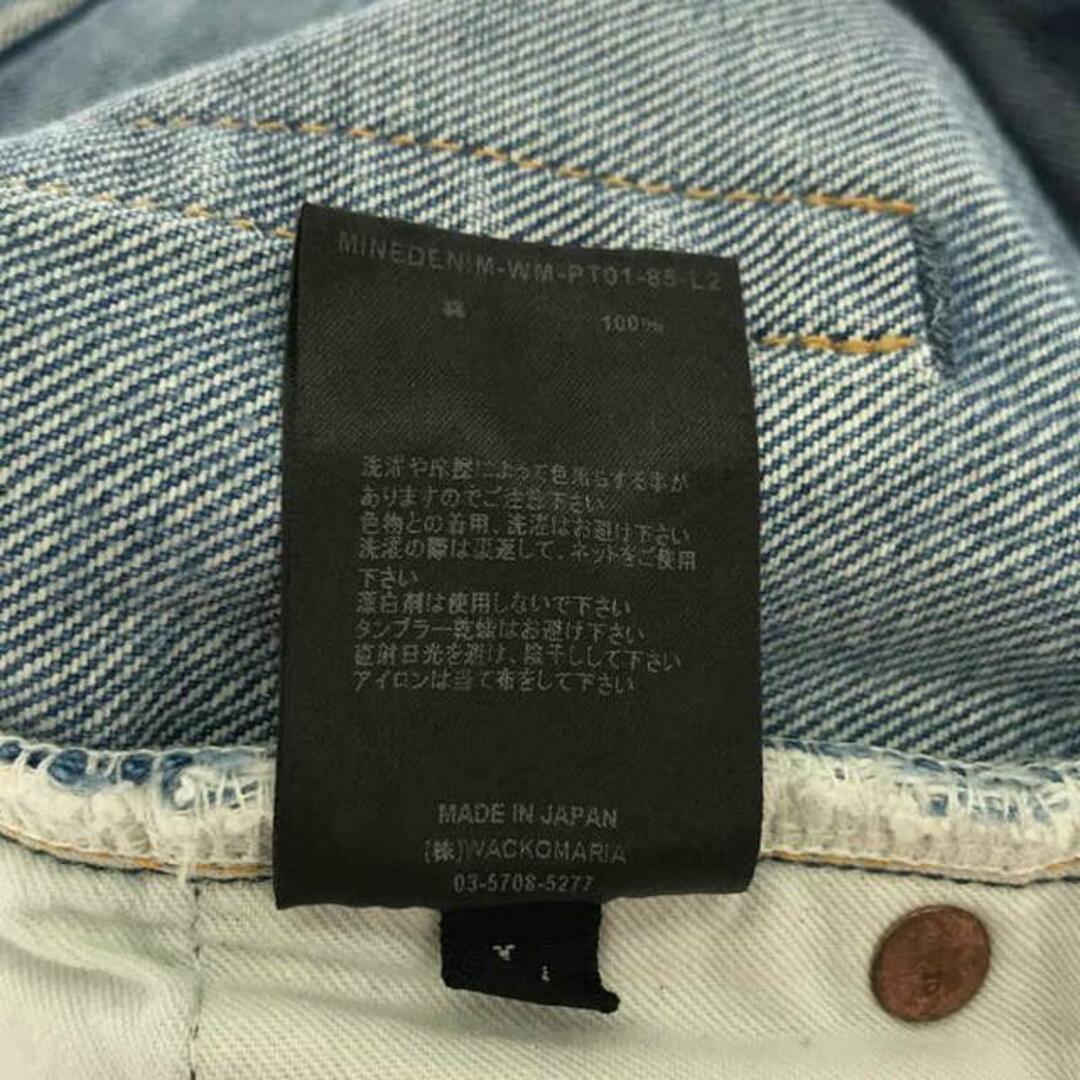 MINEDENIM-WM-PT01-85-L2
綿 100%
洗濯や摩擦によって色落ちする事が
ありますのでご注意下さい
色物との着用、洗濯はお避け下さい
洗濯の際は裏返して、ネットをご使用
下さい
漂白剤は使用しないで下さい
タンブラー乾燥はお避け下さい
直射日光を避け、陰干しして下さい
アイロンは当て布をして下さい
MADE IN JAPAN
(株)WACKOMARIA
03-5708-5277